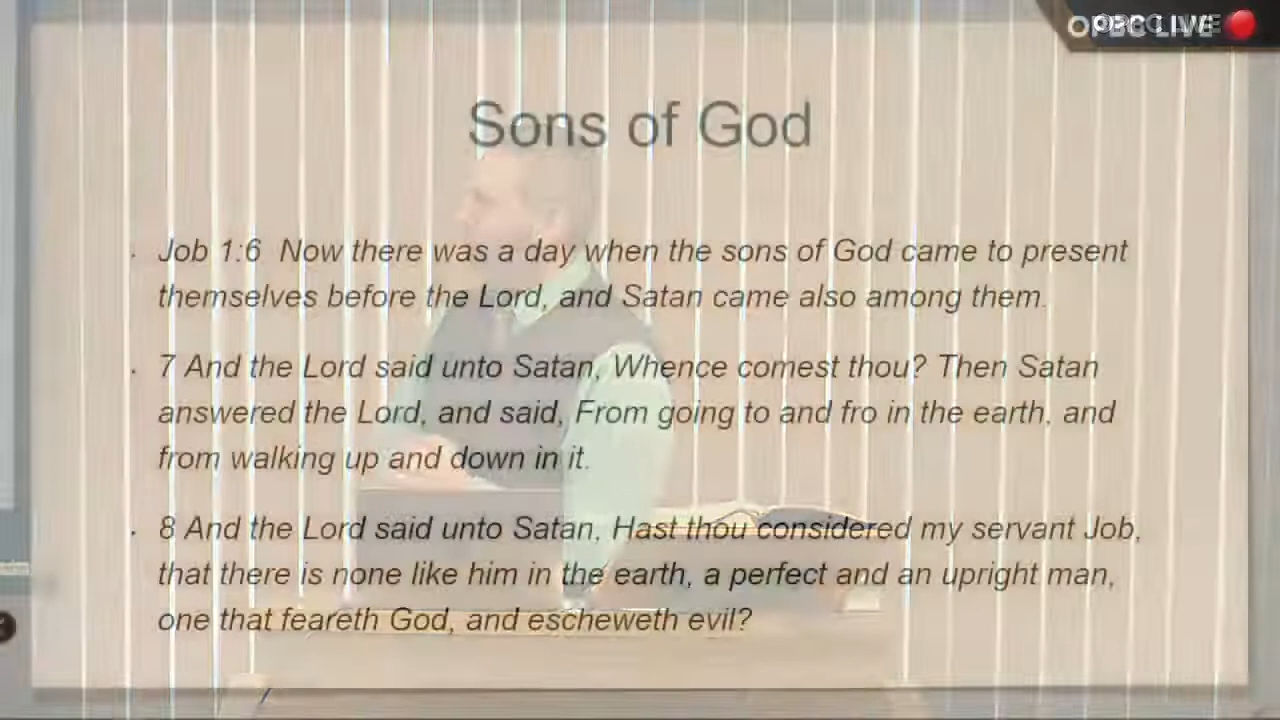 OPBC LIVE
Sons of God
Job 1:6  Now there was a day when the sons of God came to present
themselves before the Lord, and Satan came also among them.
7 And the Lord said unto Satan, Whence comest thou? Then Satan
answered the Lord, and said, From going to and fro in the earth, and
from walking up and down in it.
8 And the Lord said unto Satan, Hast thou considered my servant Job,
that there is none like him in the earth, a perfect and an upright man,
one that feareth God, and escheweth evil?